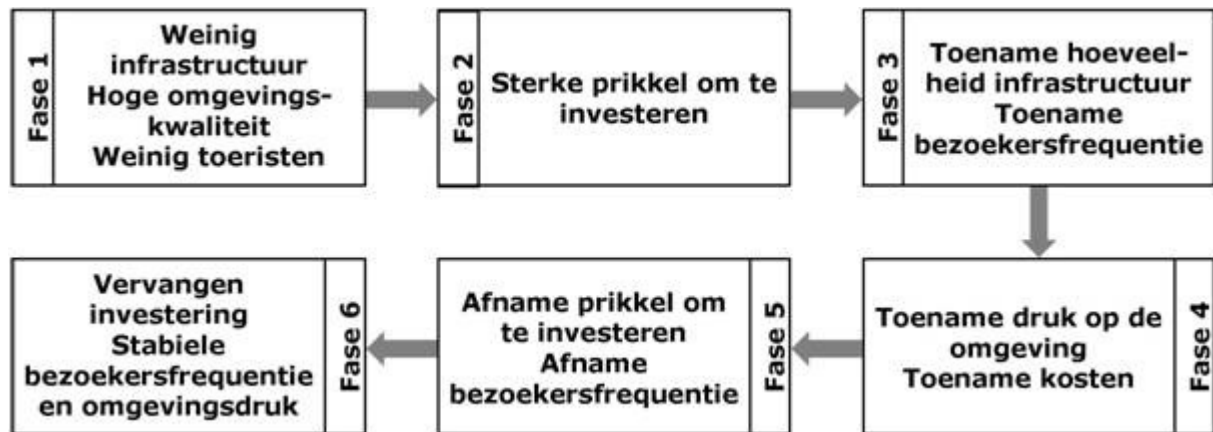 Fase 1
Weinig
infrastructuur
Hoge omgevings-
kwaliteit
Weinig toeristen
Fase 2
Sterke prikkel om te
investeren
Fase 3
Toename hoeveel-
heid infrastructuur
Toename
bezoekersfrequentie
Toename druk op de
omgeving
Toename kosten
Fase 4
Afname prikkel om
te investeren
Afname
bezoekersfrequentie
Fase 5
Vervangen
investering
Stabiele
bezoekersfrequentie
en omgevingsdruk
Fase 6